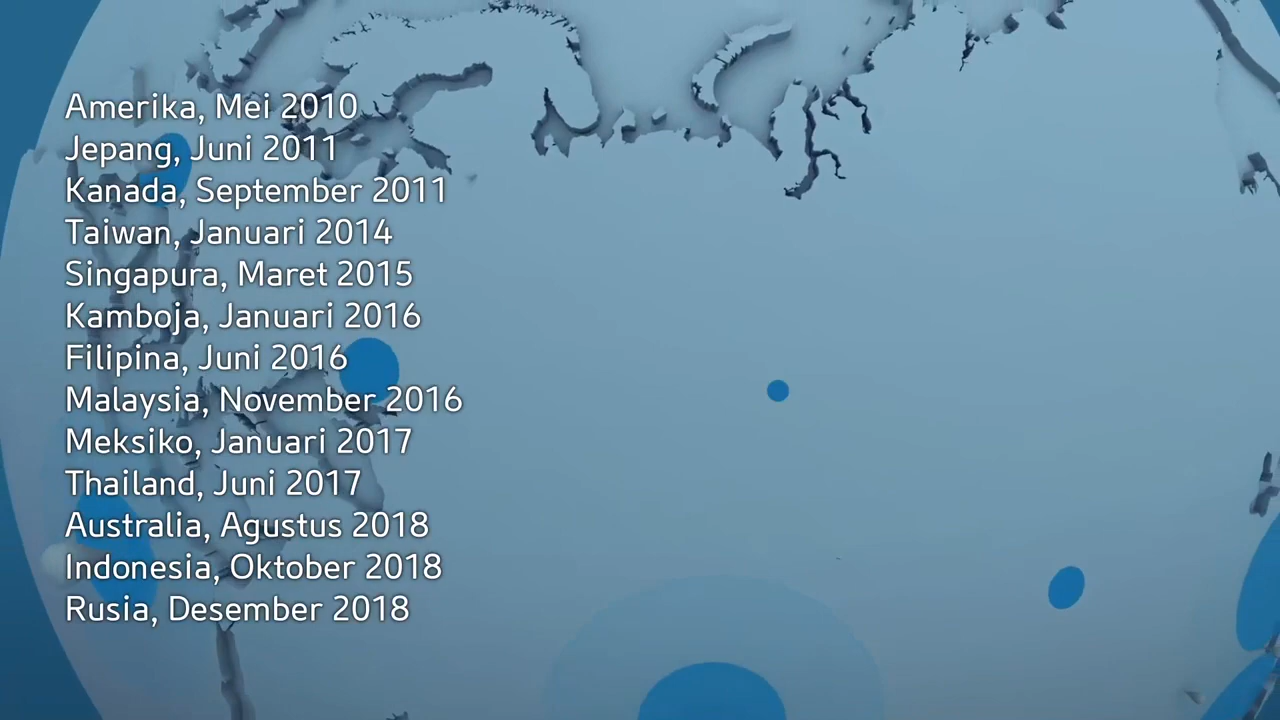 Amerika, Mei 2010
Jepang, Juni 2011
Kanada, September 2011
Taiwan, Januari 2014
Singapura, Maret 2015
Kamboja, Januari 2016
Filipina, Juni 2016
Malaysia, November 2016
Meksiko, Januari 2017
Thailand, Juni 2017
Australia, Agustus 2018
Indonesia, Oktober 2018
Rusia, Desember 2018